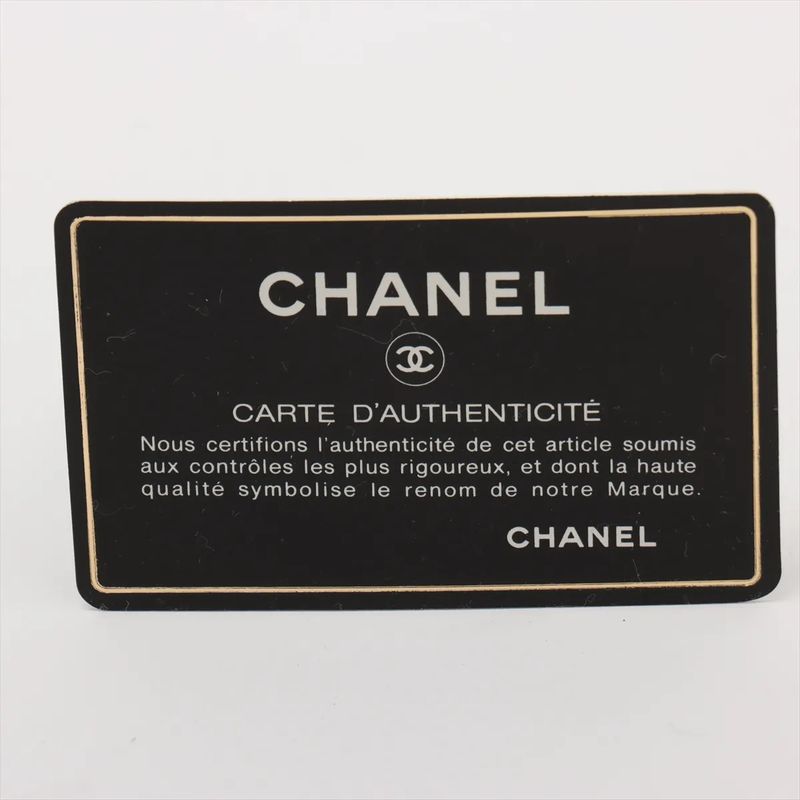 CHANEL
CARTE D'AUTHENTICITÉ
Nous certifions l'authenticité de cet article soumis
aux contrôles les plus rigoureux, et dont la haute
qualité symbolise le renom de notre Marque.
CHANEL